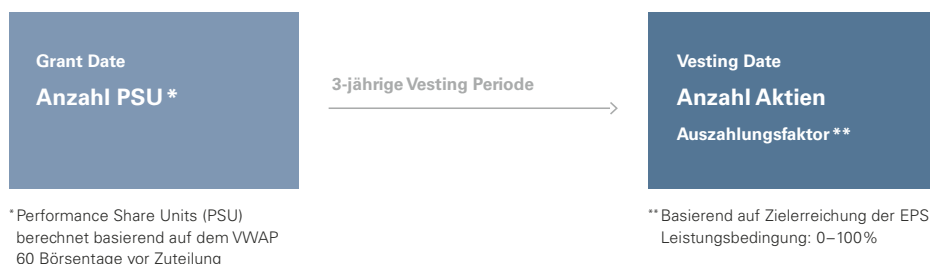 Grant Date
Anzahl PSU *
3-jährige Vesting Periode
Vesting Date
Anzahl Aktien
Auszahlungsfaktor **
* Performance Share Units (PSU)
berechnet basierend auf dem VWAP
60 Börsentage vor Zuteilung
** Basierend auf Zielerreichung der EPS
Leistungsbedingung: 0–100%